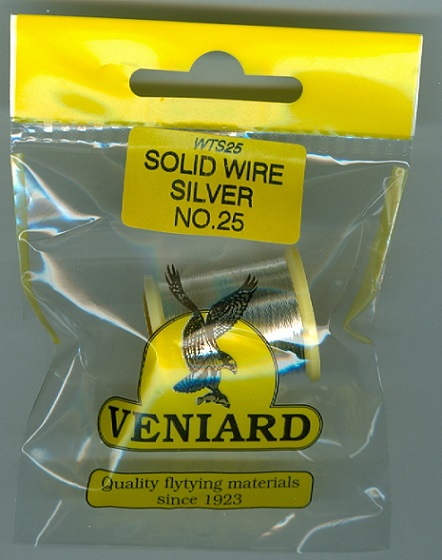 WTS25
SOLID WIRE
SILVER
NO.25
VENIARD
Quality flytying materials
since 1923